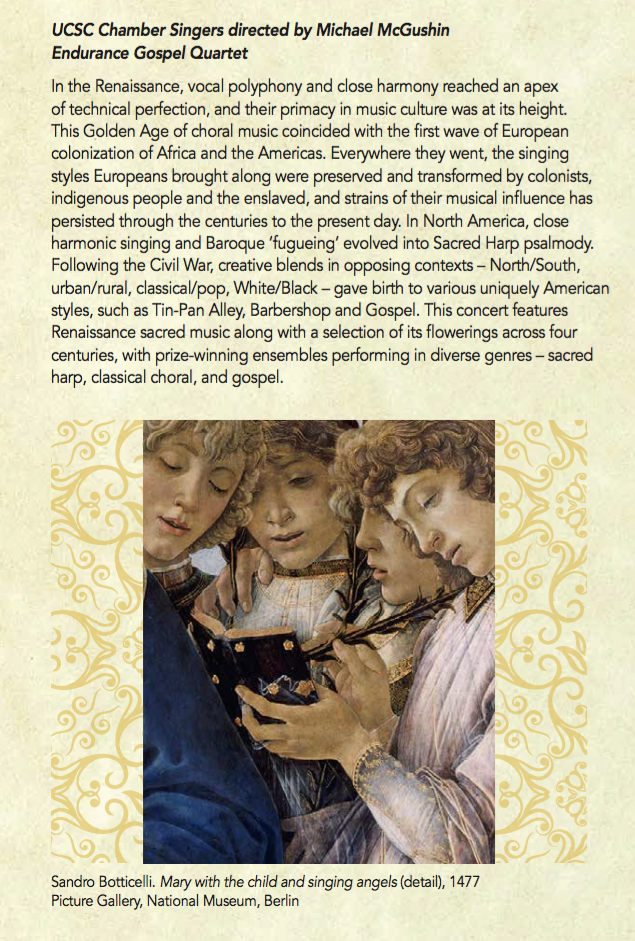 UCSC Chamber Singers directed by Michael McGushin
Endurance Gospel Quartet
In the Renaissance, vocal polyphony and close harmony reached an apex
of technical perfection, and their primacy in music culture was at its height.
This Golden Age of choral music coincided with the first wave of European
colonization of Africa and the Americas. Everywhere they went, the singing
styles Europeans brought along were preserved and transformed by colonists,
indigenous people and the enslaved, and strains of their musical influence has
persisted through the centuries to the present day. In North America, close
harmonic singing and Baroque ‘fugueing’ evolved into Sacred Harp psalmody.
Following the Civil War, creative blends in opposing contexts – North/South,
urban/rural, classical/pop, White/Black – gave birth to various uniquely American
styles, such as Tin-Pan Alley, Barbershop and Gospel. This concert features
Renaissance sacred music along with a selection of its flowerings across four
centuries, with prize-winning ensembles performing in diverse genres – sacred
harp, classical choral, and gospel.
Sandro Botticelli. Mary with the child and singing angels (detail), 1477
Picture Gallery, National Museum, Berlin